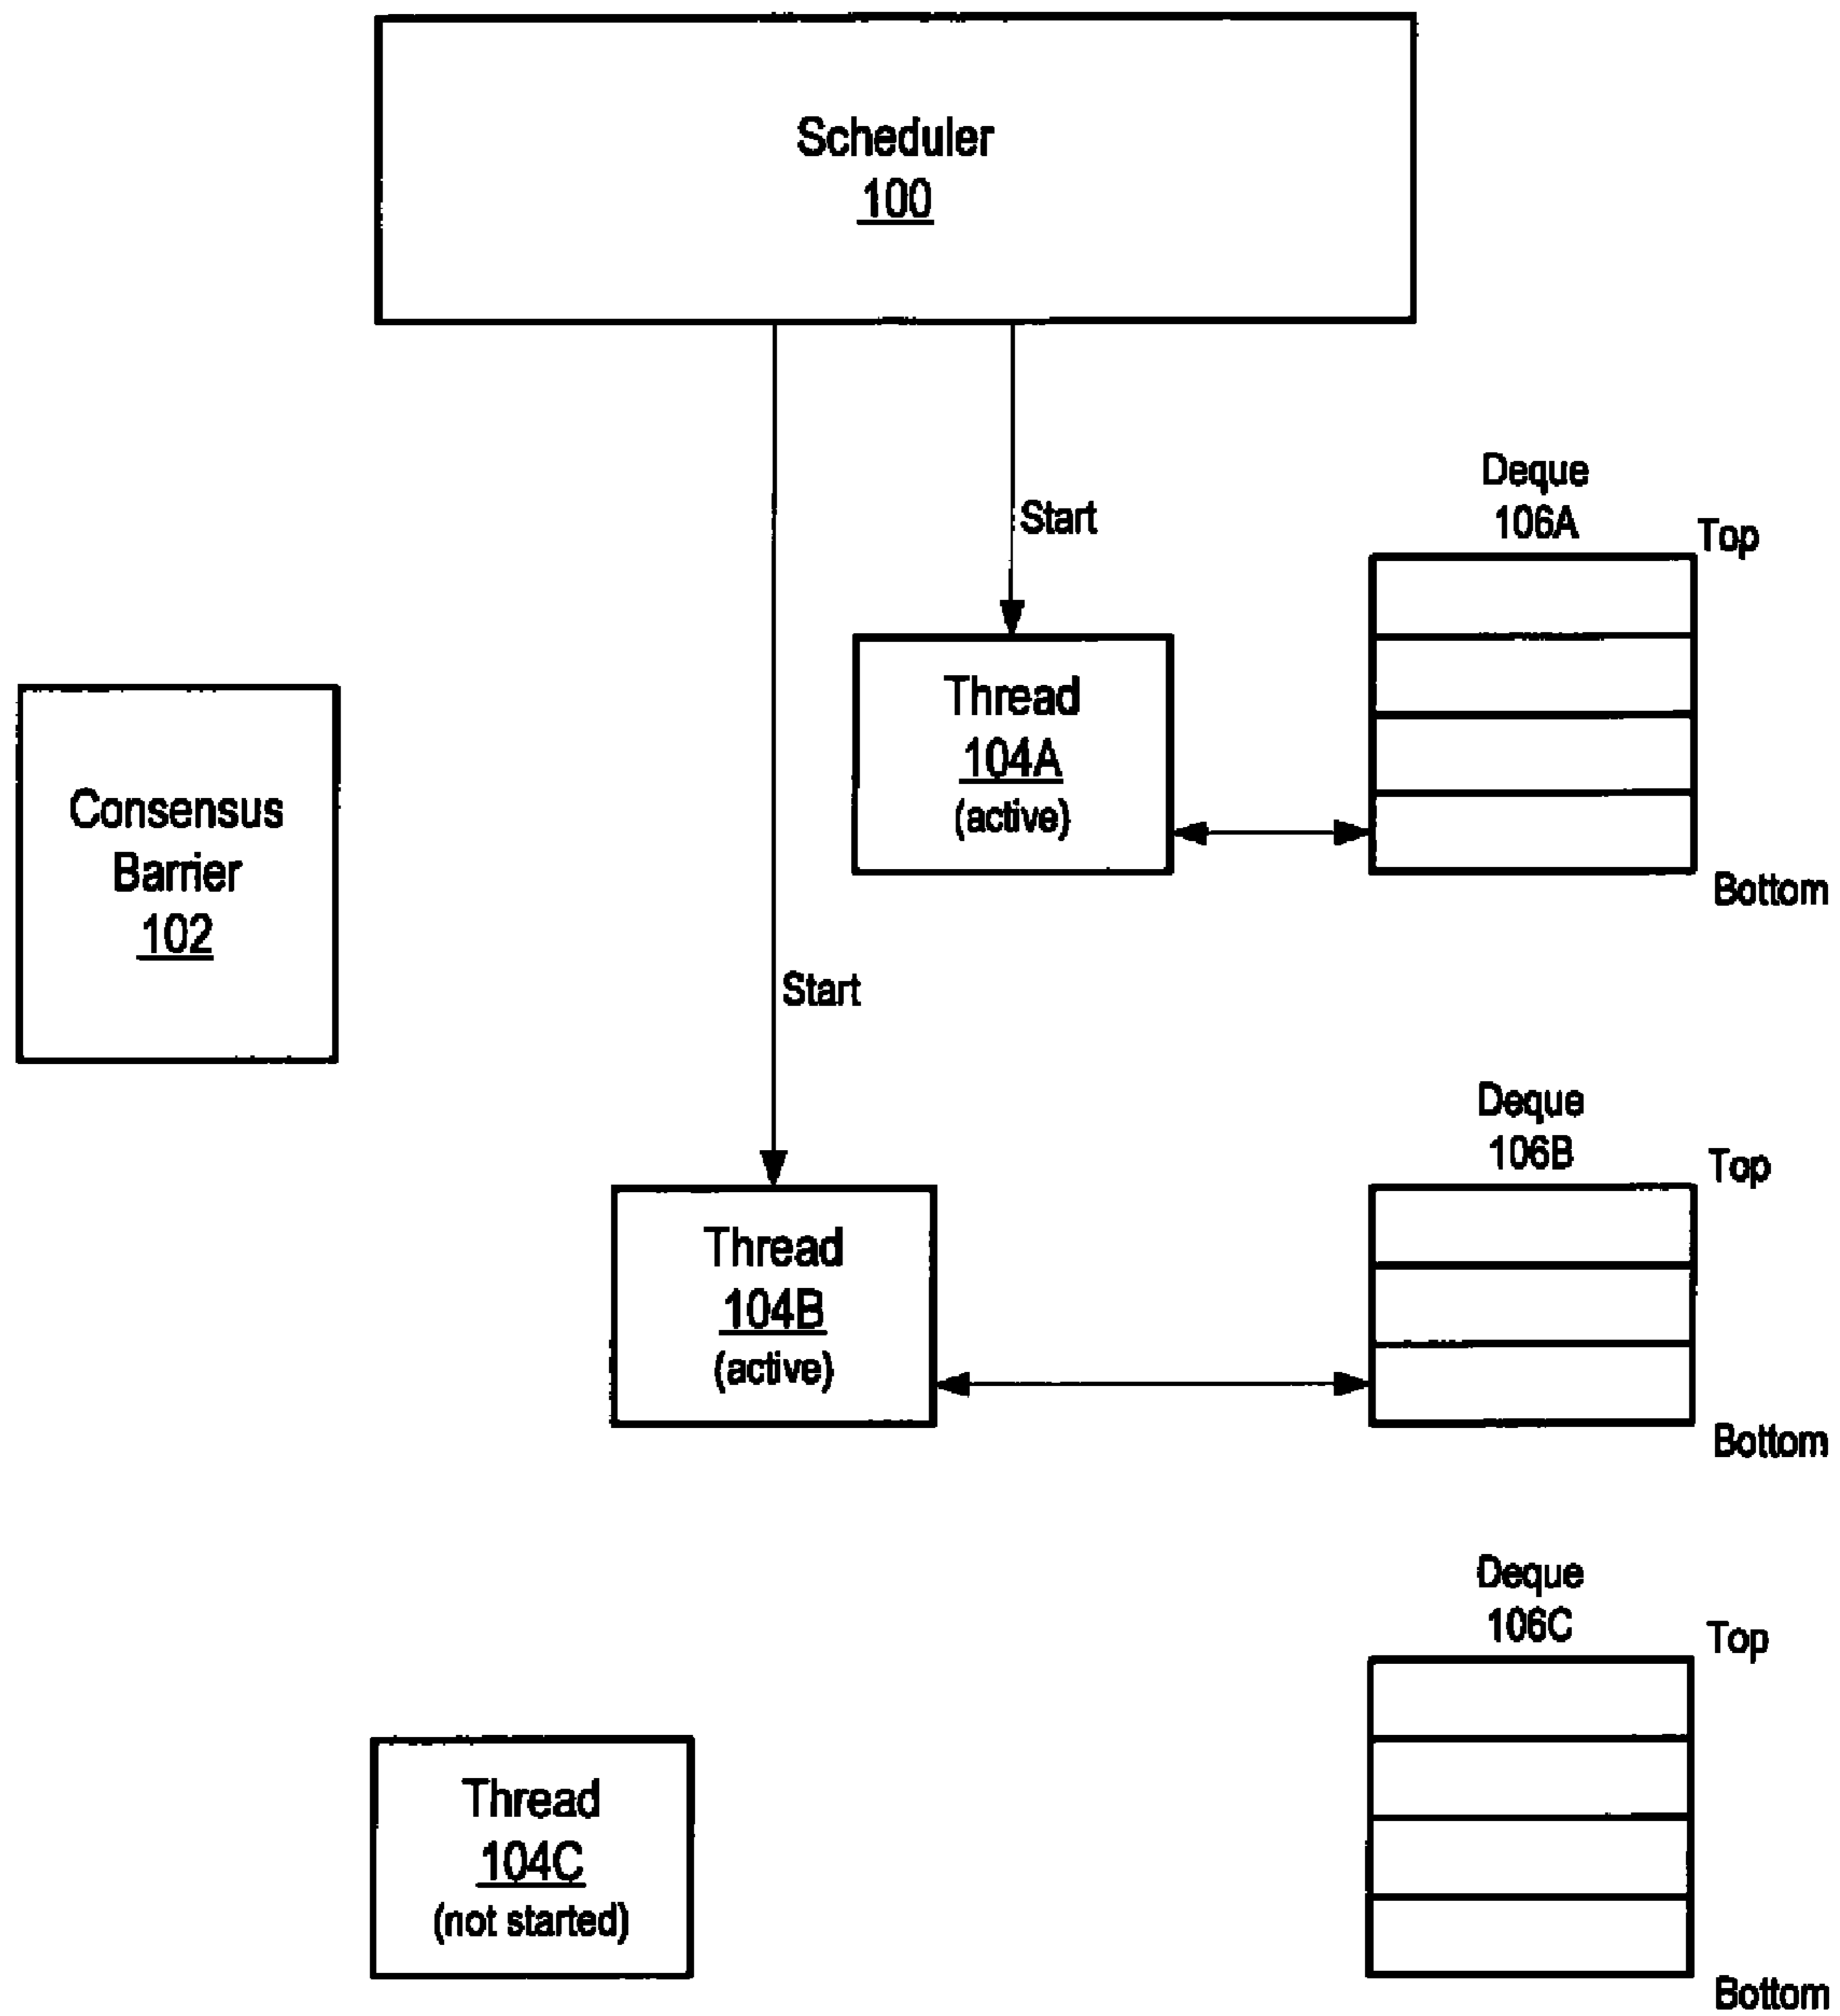 Scheduler
100
Start
Deque
106A
Top
Thread
104A
(active)
Bottom
Consensus
Barrier
102
Start
Deque
106B
Top
Thread
104B
(active)
Bottom
Deque
106C
Top
Thread
104C
(not started)
Bottom